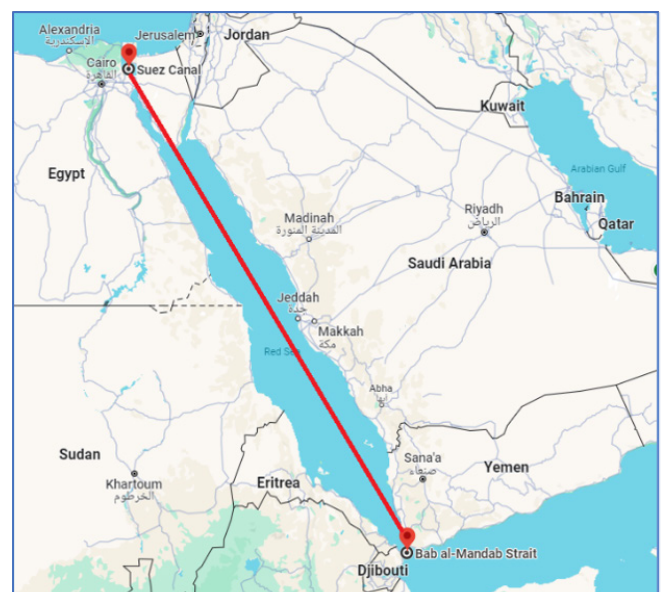 Alexandria
الإسكندرية
Jerusalem
Jordan
Suez Canal
Cairo
القاهرة
Kuwait
Egypt
Arabian Gulf
Bahrain
Qatar
Madinah
المدينة المنورة
Riyadh
الرياض
Saudi Arabia
Jeddah
جدة
Makkah
مكة
Red Sea
Abha
أبها
Sudan
Khartoum
الخرطوم
Eritrea
Sana'a
صنعاء
Yemen
Bab al-Mandab Strait
Djibouti